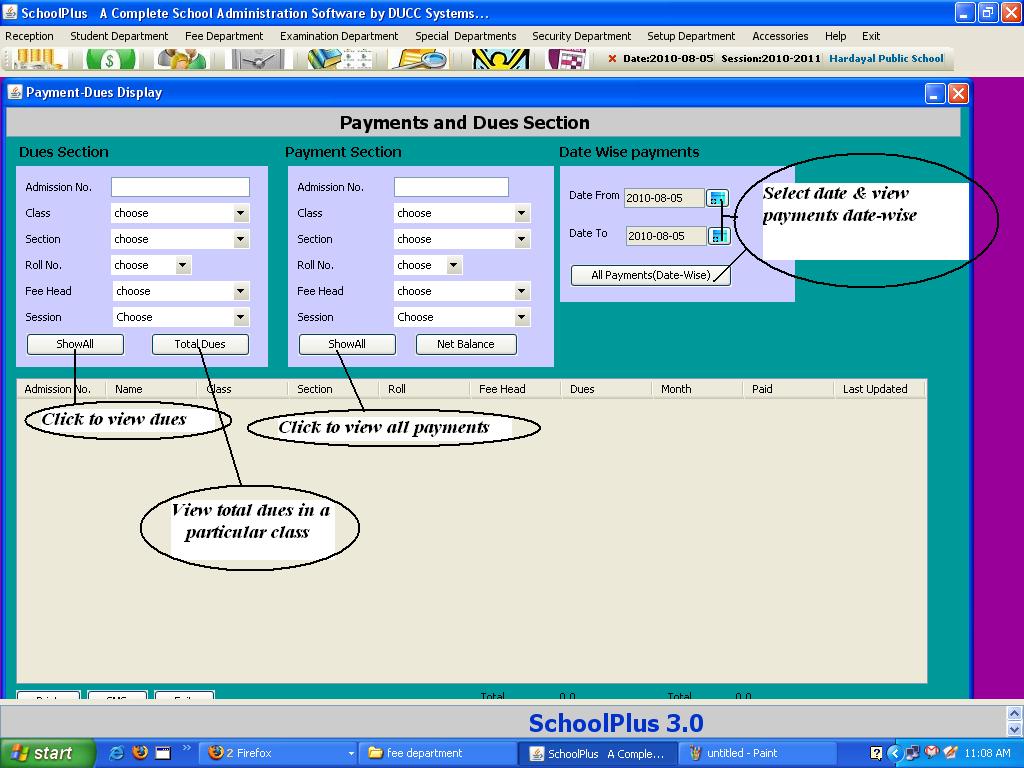 SchoolPlus A Complete School Administration Software by DUCC Systems...
Reception Student Department Fee Department Examination Department Special Departments Security Department Setup Department Accessories Help Exit
Date:2010-08-05 Session:2010-2011 Hardayal Public School
Payment-Dues Display
Payments and Dues Section
Dues Section Payment Section Date Wise payments
Admission No. Admission No. Date From 2010-08-05
Select date & view
payments date-wise
Class choose Class choose
Section choose Section choose Date To 2010-08-05
Roll No. choose Roll No. choose
All Payments(Date-Wise)
Fee Head choose Fee Head choose
Session Choose Session Choose
ShowAll Total Dues ShowAll Net Balance
Admission No. Name Class Section Roll Fee Head Dues Month Paid Last Updated
Click to view dues
Click to view all payments
View total dues in a
particular class
Total 0.0 Total 0.0
SchoolPlus 3.0
start 2 Firefox fee department SchoolPlus A Comple... untitled - Paint 11:08 AM